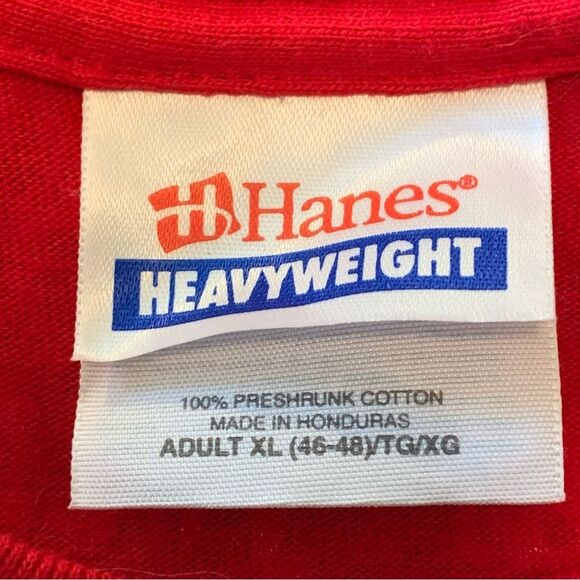 Hanes®
HEAVYWEIGHT
100% PRESHRUNK COTTON
MADE IN HONDURAS
ADULT XL (46-48)/TG/XG